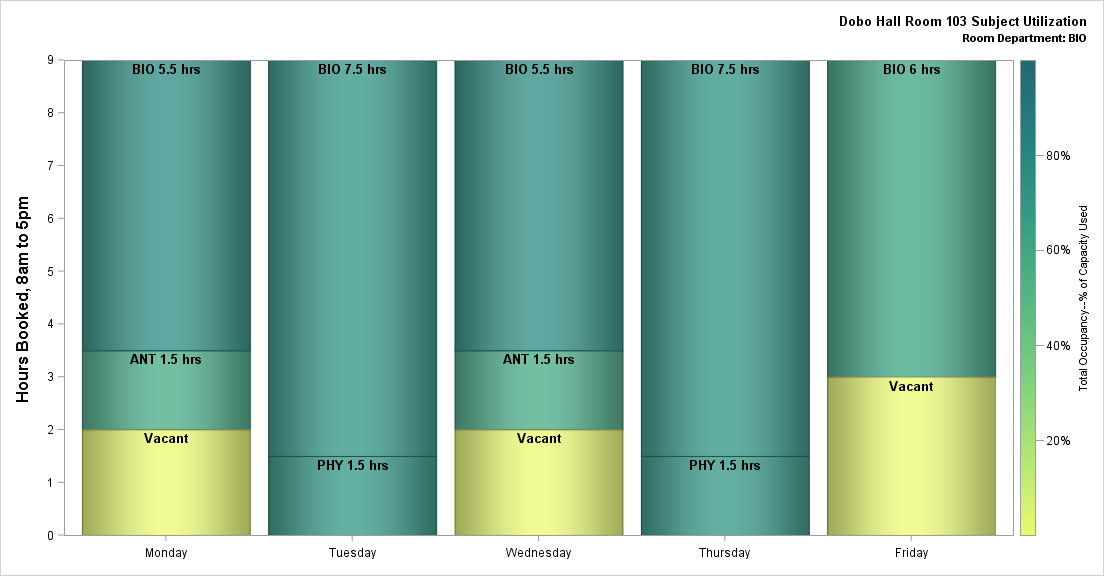 Dobo Hall Room 103 Subject Utilization
Room Department: BIO
Hours Booked, 8am to 5pm
9
8
7
6
5
4
3
2
1
0
BIO 5.5 hrs
ANT 1.5 hrs
Vacant
BIO 7.5 hrs
PHY 1.5 hrs
BIO 5.5 hrs
ANT 1.5 hrs
Vacant
BIO 7.5 hrs
PHY 1.5 hrs
BIO 6 hrs
Vacant
Monday
Tuesday
Wednesday
Thursday
Friday
80%
60%
40%
20%
Total Occupancy--% of Capacity Used